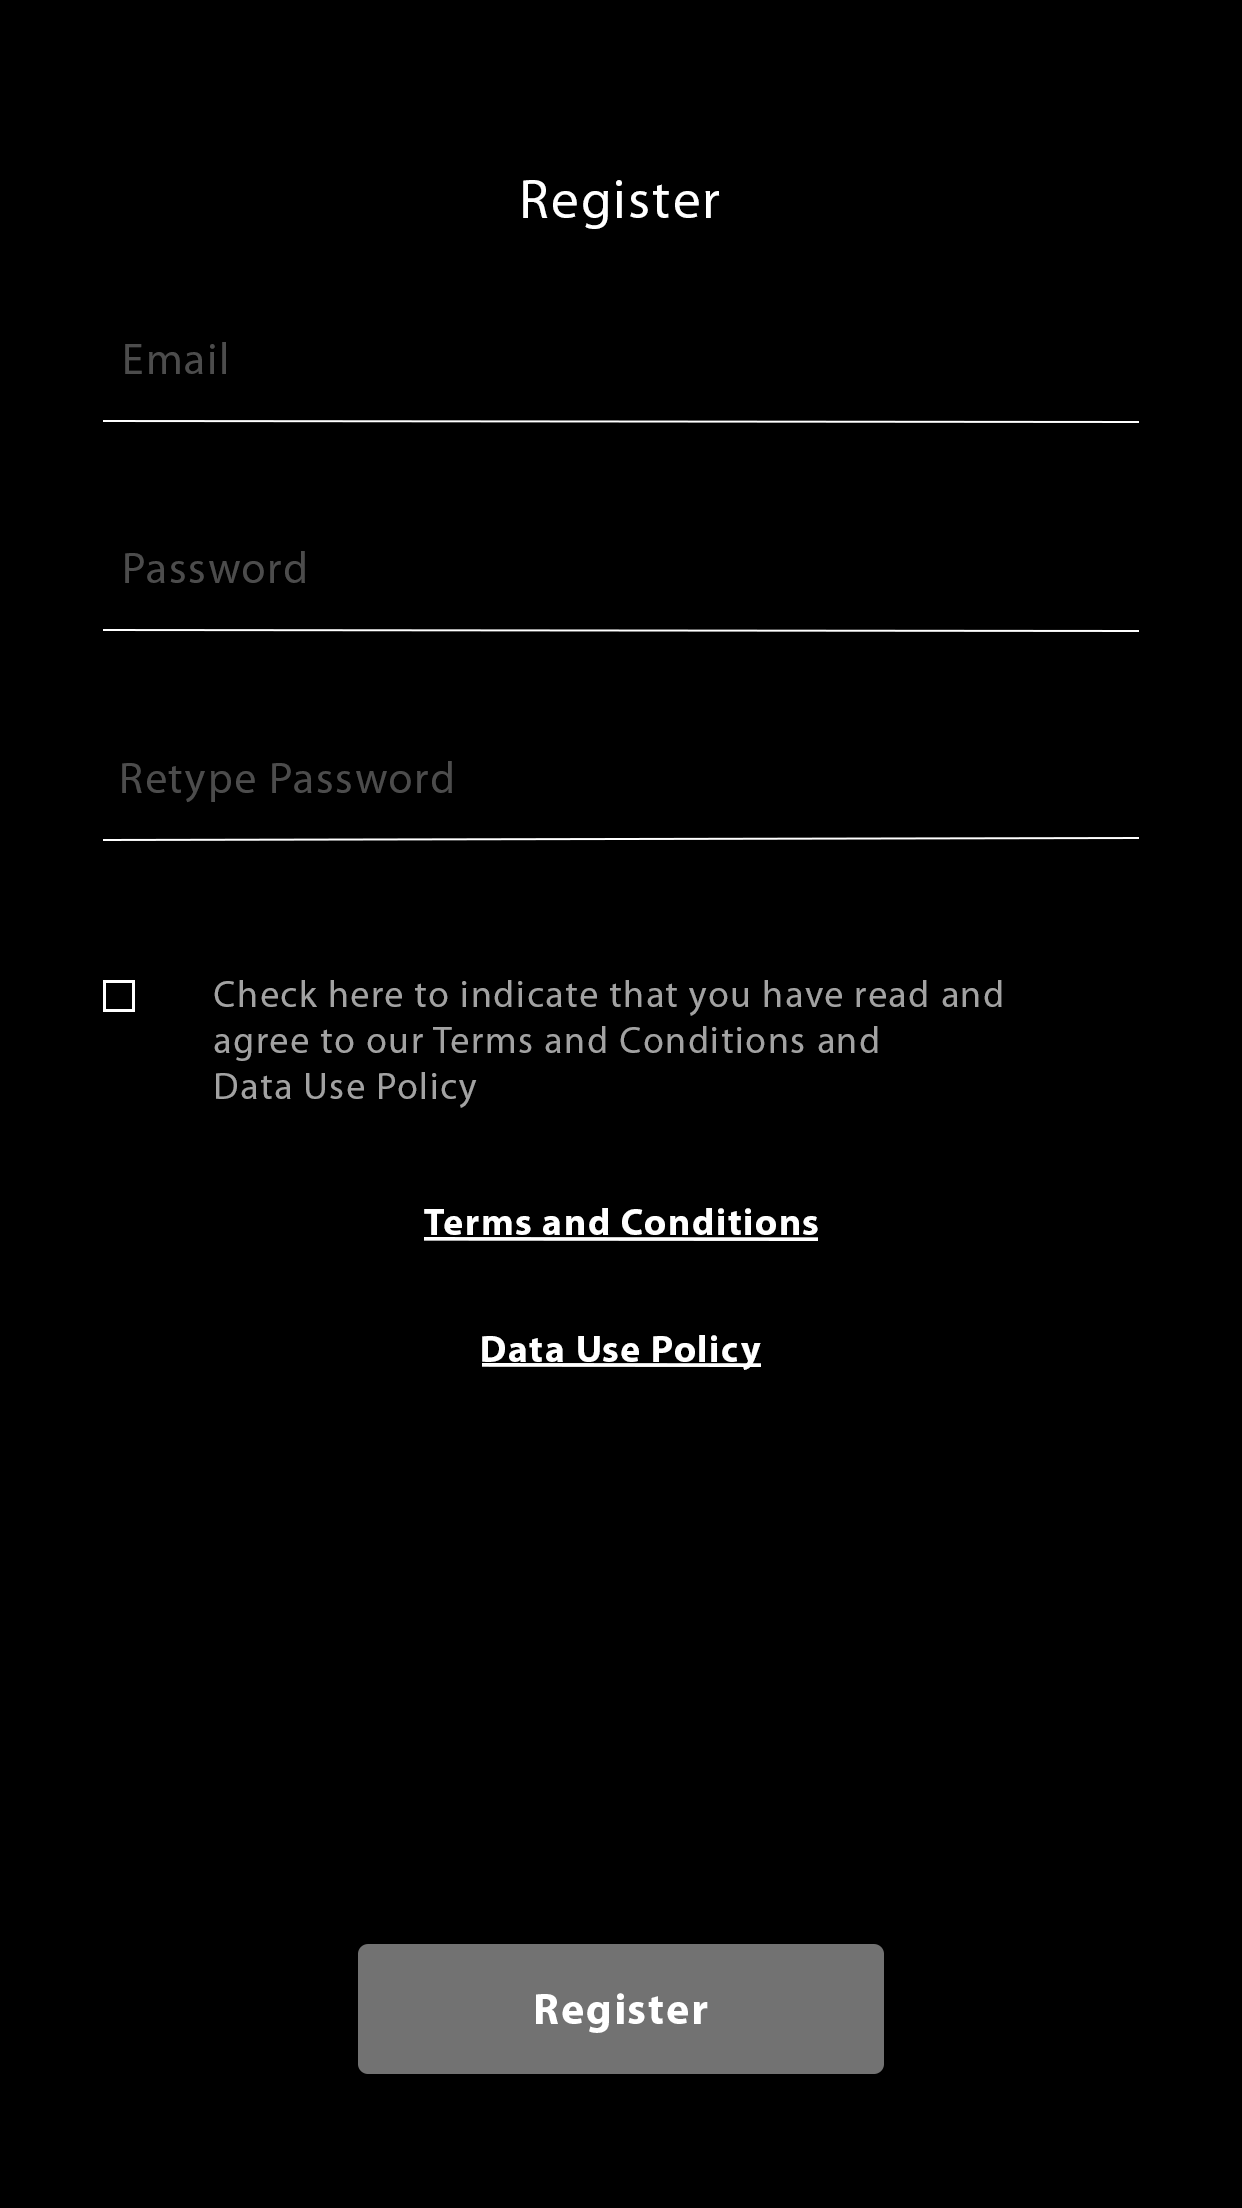 Register
Email
Password
Retype Password
Check here to indicate that you have read and
agree to our Terms and Conditions and
Data Use Policy
Terms and Conditions
Data Use Policy
Register